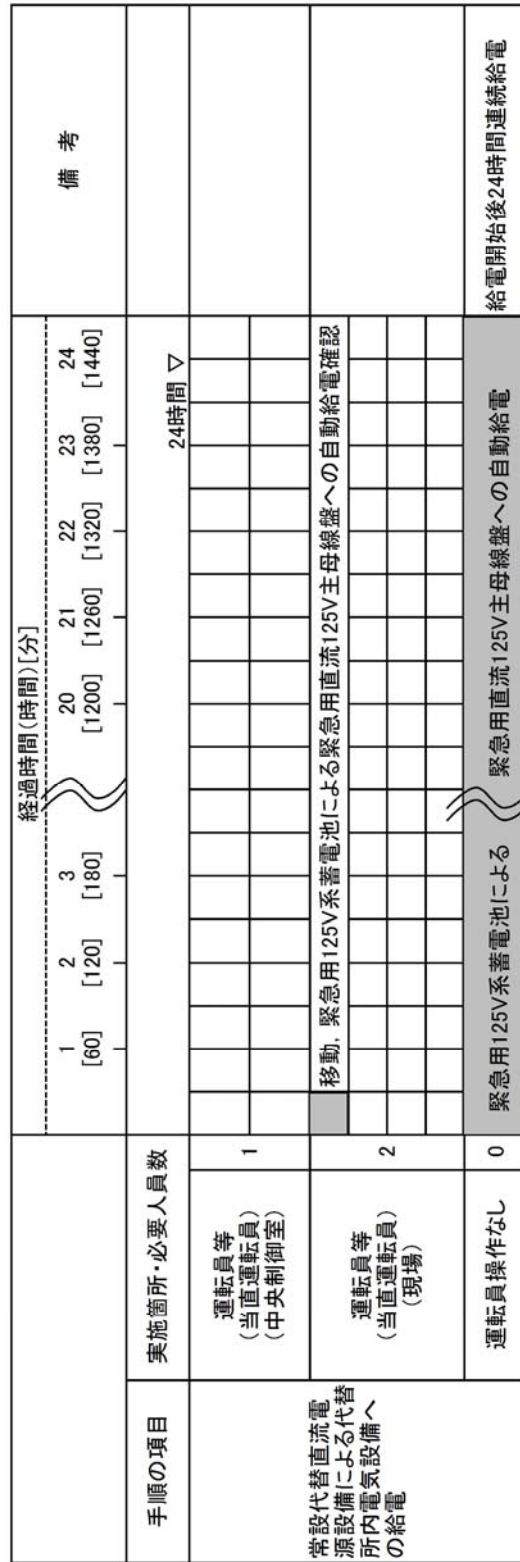 経過時間(時間)[分]
備 考
1 2 3 20 21 22 23 24
[60] [120] [180] [1200] [1260] [1320] [1380] [1440]
手順の項目
実施箇所・必要人員数
24時間 ▽
常設代替直流電
源設備による代替
所内電気設備へ
の給電
運転員等
(当直運転員)
(中央制御室)
1
運転員等
(当直運転員)
(現場)
2
移動, 緊急用125V系蓄電池による緊急用直流125V主母線盤への自動給電確認
運転員操作なし
0
緊急用125V系蓄電池による 緊急用直流125V主母線盤への自動給電
給電開始後24時間連続給電